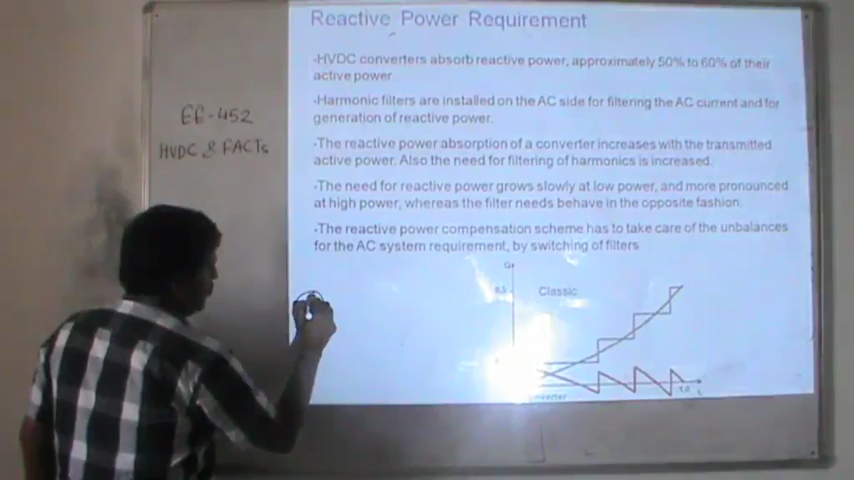 Reactive Power Requirement
-HVDC converters absorb reactive power, approximately 50% to 60% of their
active power
-Harmonic filters are installed on the AC side for filtering the AC current and for
generation of reactive power.
-The reactive power absorption of a converter increases with the transmitted
active power. Also the need for filtering of harmonics is increased.
-The need for reactive power grows slowly at low power, and more pronounced
at high power, whereas the filter needs behave in the opposite fashion.
-The reactive power compensation scheme has to take care of the unbalances
for the AC system requirement, by switching of filters
EE-452
HVDC & FACTs
Q
0,5
Classic
1,0